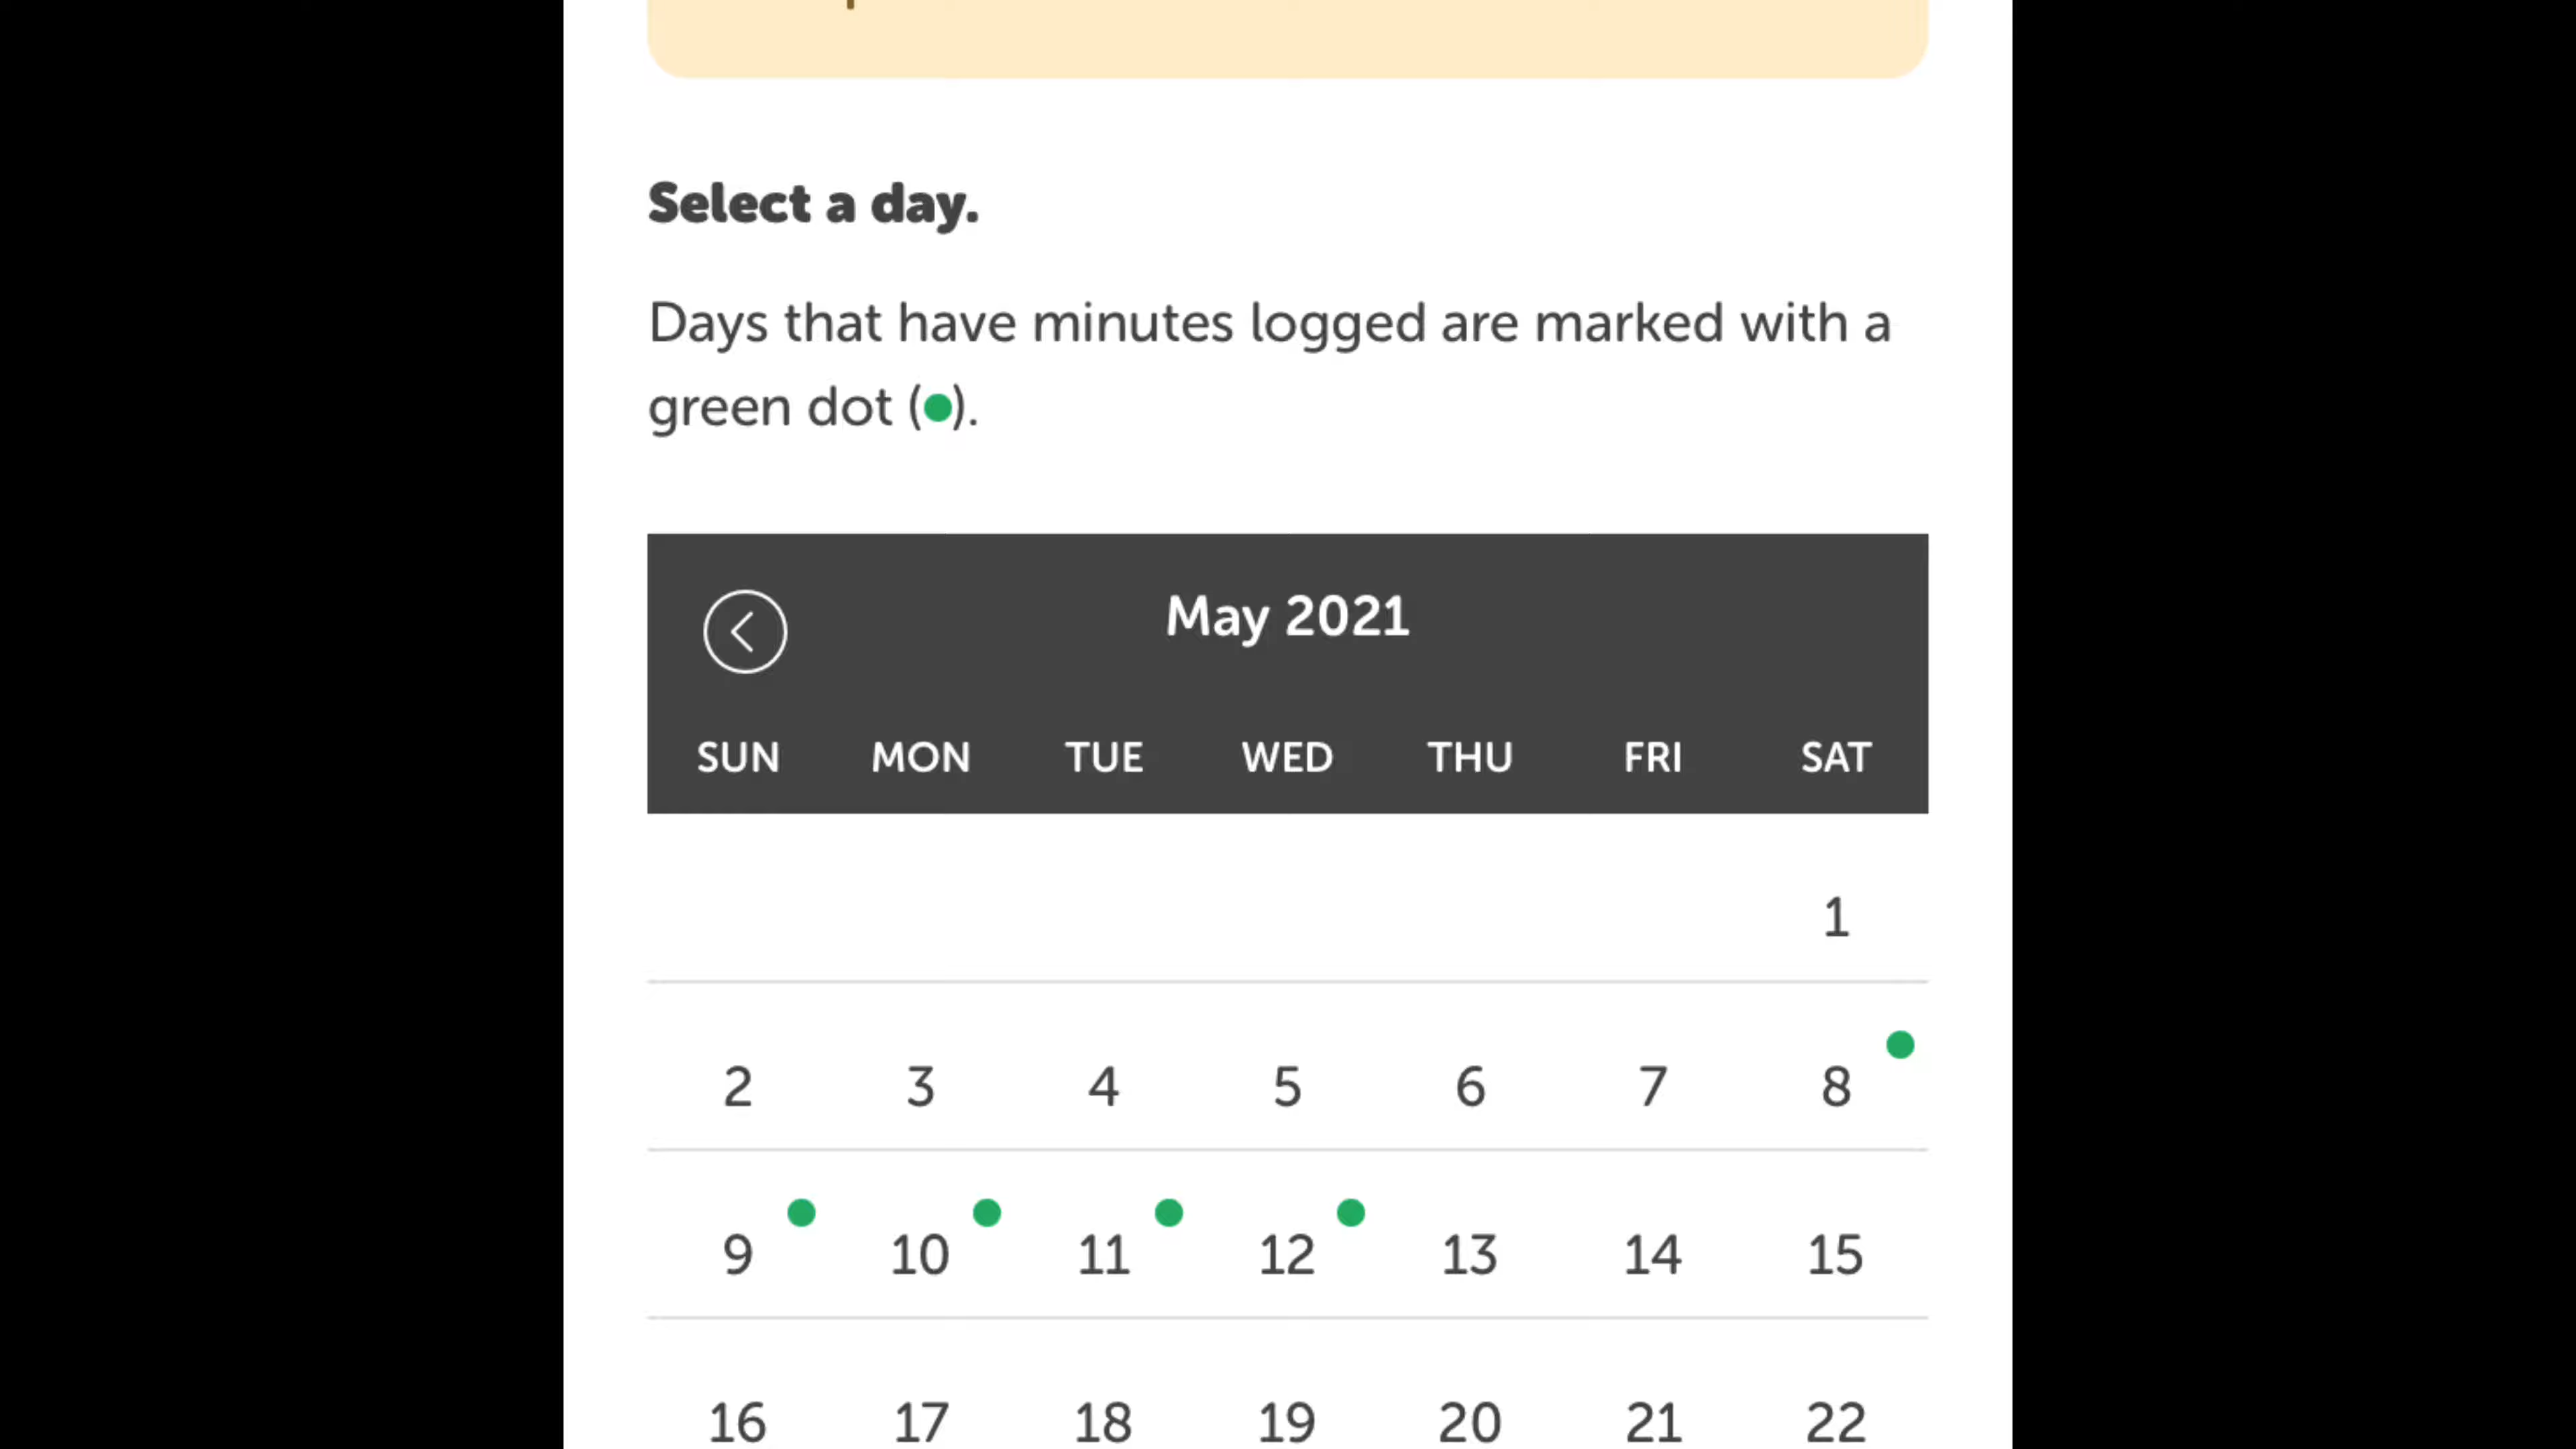 Select a day.
Days that have minutes logged are marked with a
green dot (●).
May 2021
SUN MON TUE WED THU FRI SAT
1
2 3 4 5 6 7 8
9 10 11 12 13 14 15
16 17 18 19 20 21 22